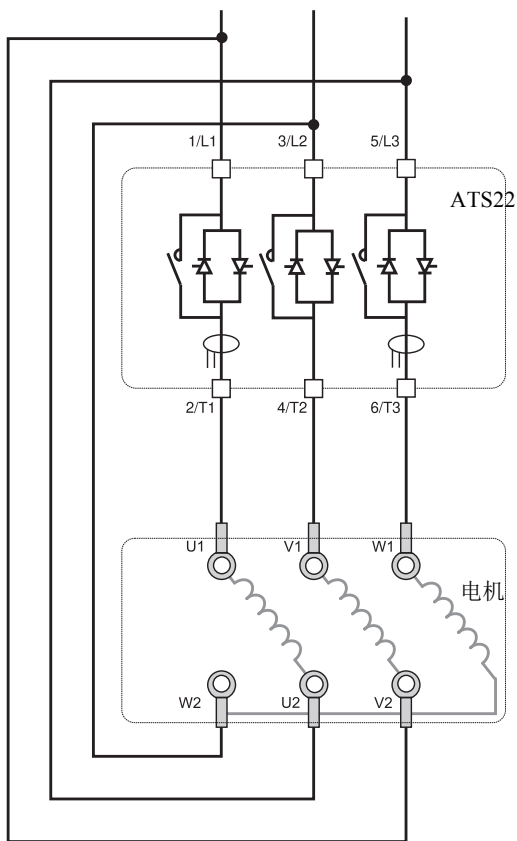 1/L1 3/L2 5/L3
ATS22
2/T1 4/T2 6/T3
U1 V1 W1
电机
W2 U2 V2